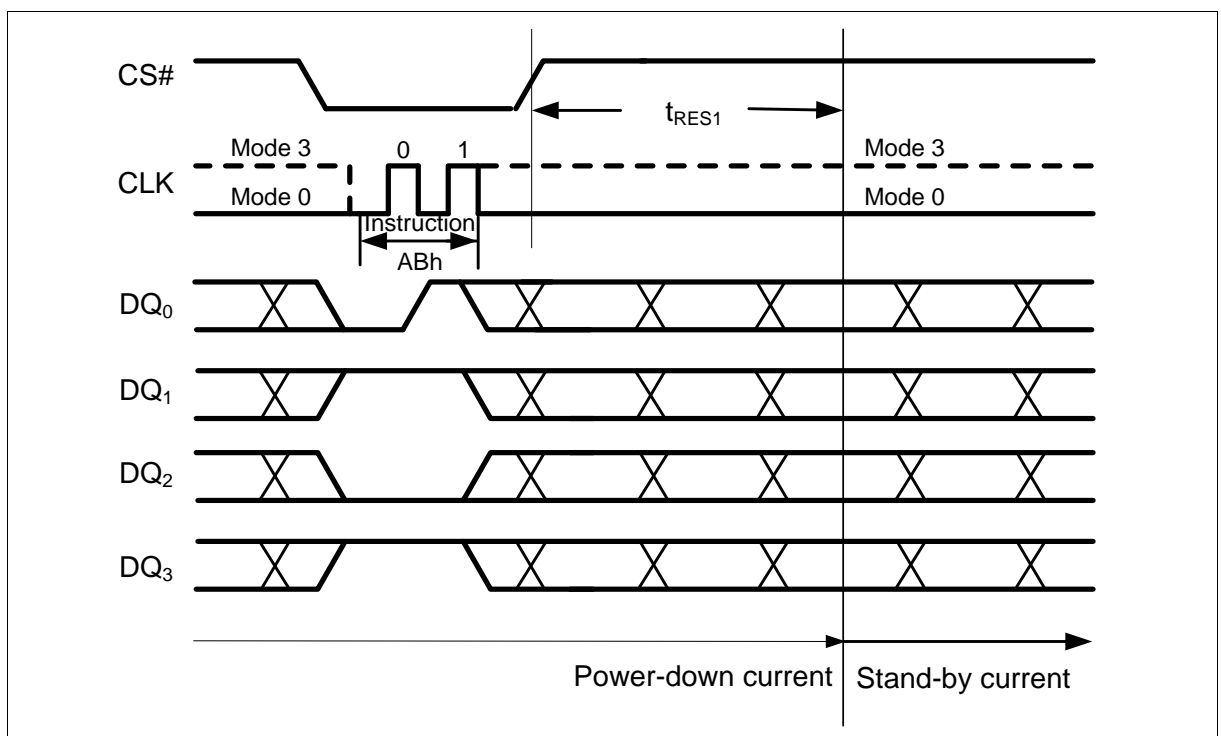 CS#
tRES1
Mode 3 0 1 Mode 3
CLK
Mode 0 Mode 0
Instruction
ABh
DQ0
DQ1
DQ2
DQ3
Power-down current Stand-by current